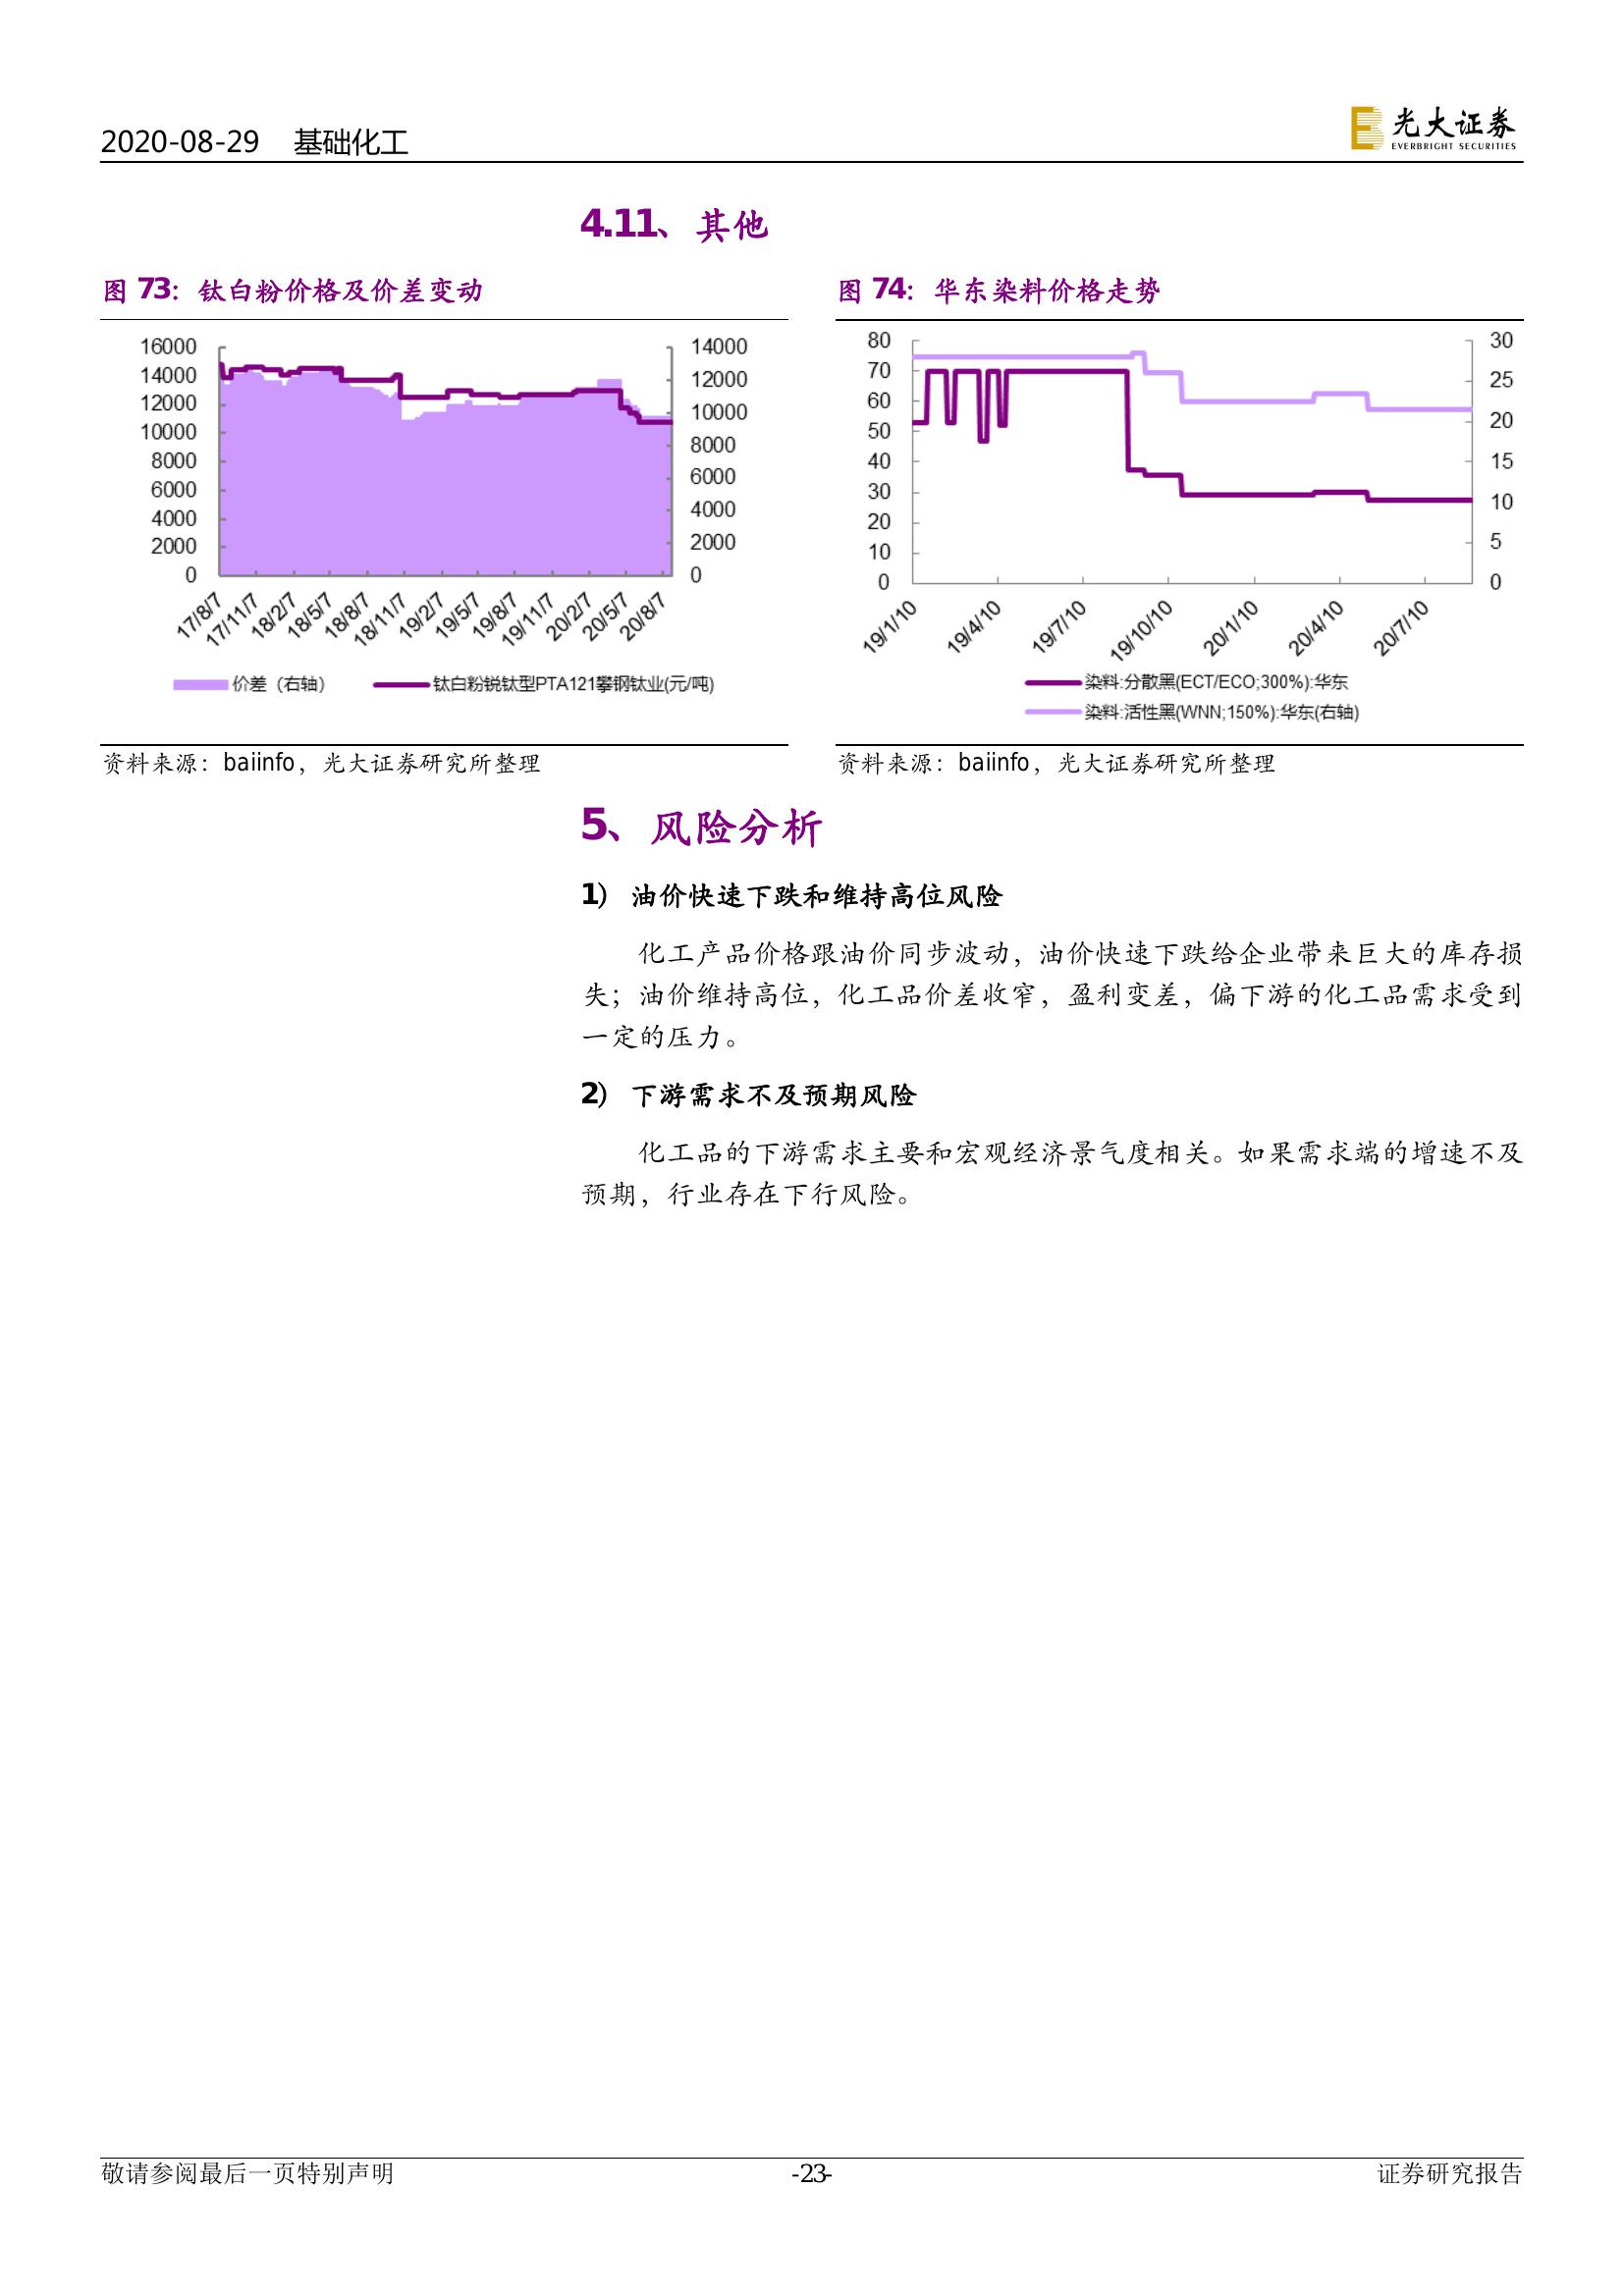 2020-08-29 基础化工
光大证券
EVERBRIGHT SECURITIES
4.11、其他
图 73：钛白粉价格及价差变动
16000
14000
12000
10000
8000
6000
4000
2000
0
14000
12000
10000
8000
6000
4000
2000
0
17/8/7
17/11/7
18/2/7
18/5/7
18/8/7
18/11/7
19/2/7
19/5/7
19/8/7
19/11/7
20/2/7
20/5/7
20/8/7
价差（右轴）
钛白粉锐钛型PTA121攀钢钛业(元/吨)
资料来源：baiinfo，光大证券研究所整理
图 74：华东染料价格走势
80
70
60
50
40
30
20
10
0
30
25
20
15
10
5
0
19/1/10
19/4/10
19/7/10
19/10/10
20/1/10
20/4/10
20/7/10
染料:分散黑(ECT/ECO;300%):华东
染料:活性黑(WNN;150%):华东(右轴)
资料来源：baiinfo，光大证券研究所整理
5、风险分析
1） 油价快速下跌和维持高位风险
化工产品价格跟油价同步波动，油价快速下跌给企业带来巨大的库存损
失；油价维持高位，化工品价差收窄，盈利变差，偏下游的化工品需求受到
一定的压力。
2） 下游需求不及预期风险
化工品的下游需求主要和宏观经济景气度相关。如果需求端的增速不及
预期，行业存在下行风险。
敬请参阅最后一页特别声明
-23-
证券研究报告